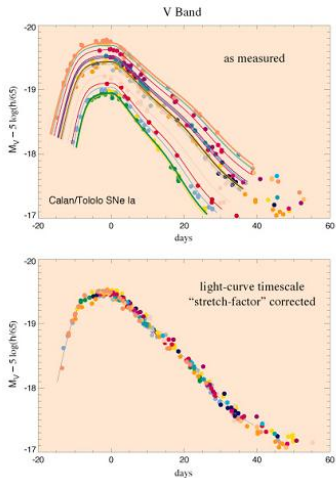 V Band
-20
as measured
-19
M_V – 5 log(h/65)
-18
Calan/Tololo SNe Ia
-17
-20 0 20 40 60
days
-20
light-curve timescale
“stretch-factor” corrected
-19
M_V – 5 log(h/65)
-18
-17
-20 0 20 40 60
days